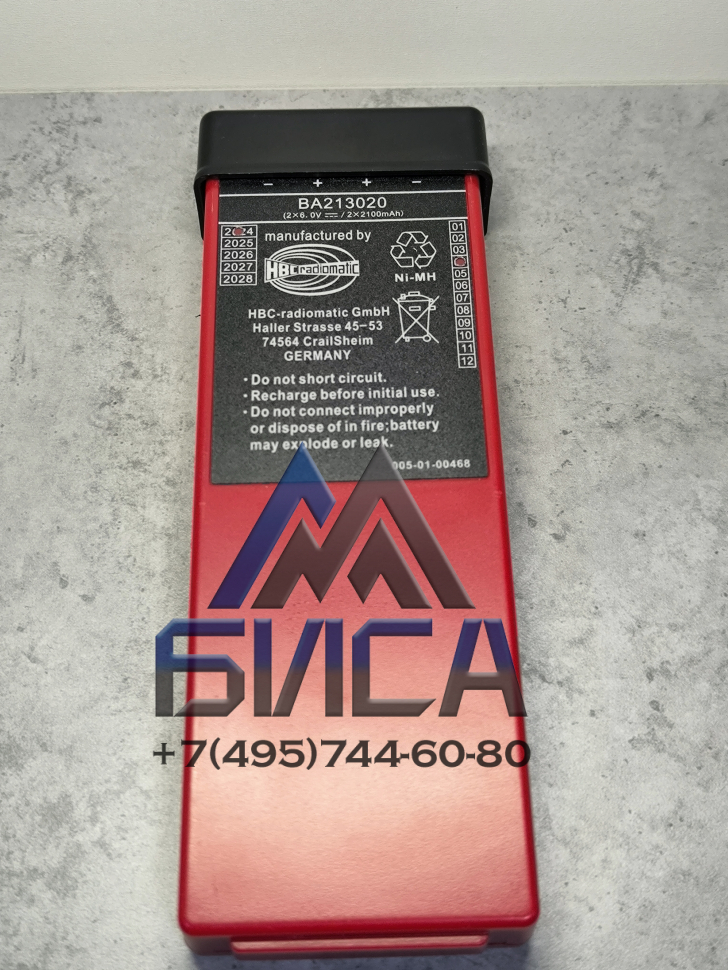 − + + −
BA213020
(2×6.0V ⎓ / 2×2100mAh)
2024
2025
2026
2027
2028
manufactured by
HBC radiomatic
Ni-MH
01
02
03
05
06
07
08
09
10
11
12
HBC-radiomatic GmbH
Haller Strasse 45-53
74564 CrailSheim
GERMANY
· Do not short circuit.
· Recharge before initial use.
· Do not connect improperly
or dispose of in fire;battery
may explode or leak.
005-01-00468
БИСА
+7(495)744-60-80